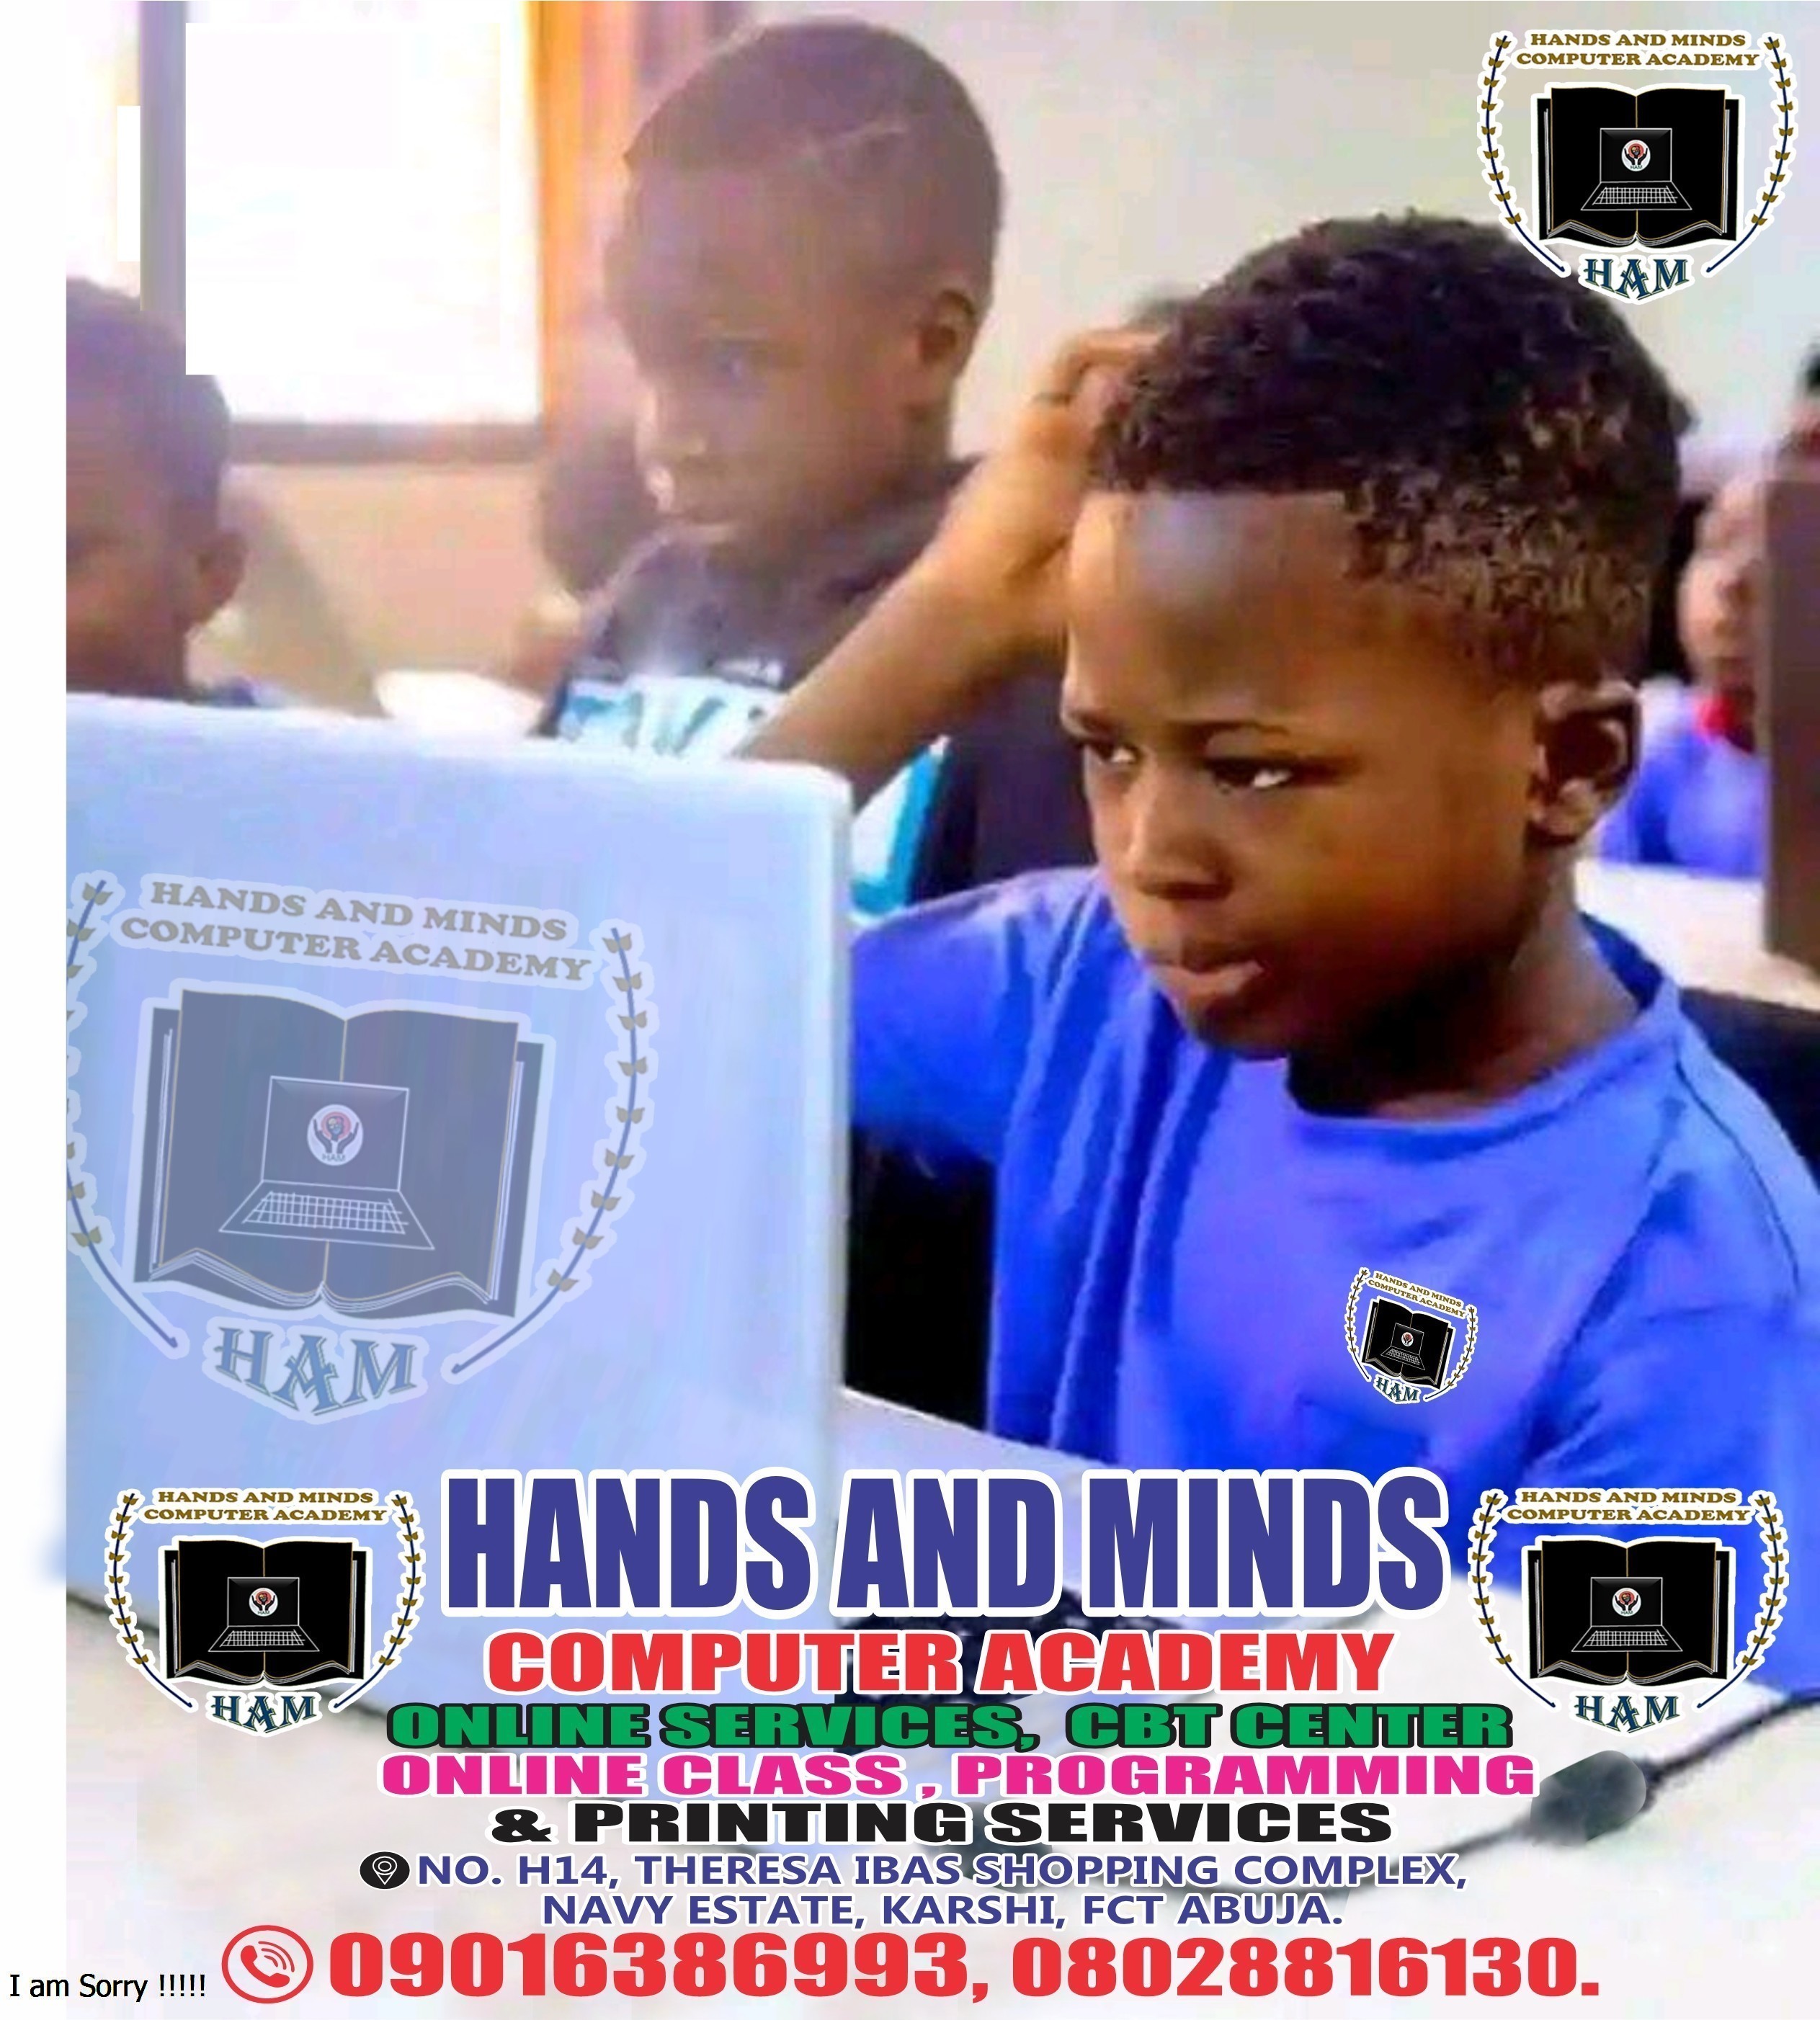 HANDS AND MINDS
COMPUTER ACADEMY
HAM
HANDS AND MINDS
COMPUTER ACADEMY
HAM
HAM
HANDS AND MINDS
COMPUTER ACADEMY
HAM
HANDS AND MINDS
COMPUTER ACADEMY
HAM
HAM
HANDS AND MINDS
COMPUTER ACADEMY
HAM
HANDS AND MINDS
COMPUTER ACADEMY
ONLINE SERVICES, CBT CENTER
ONLINE CLASS , PROGRAMMING
& PRINTING SERVICES
NO. H14, THERESA IBAS SHOPPING COMPLEX,
NAVY ESTATE, KARSHI, FCT ABUJA.
09016386993, 08028816130.
I am Sorry !!!!!